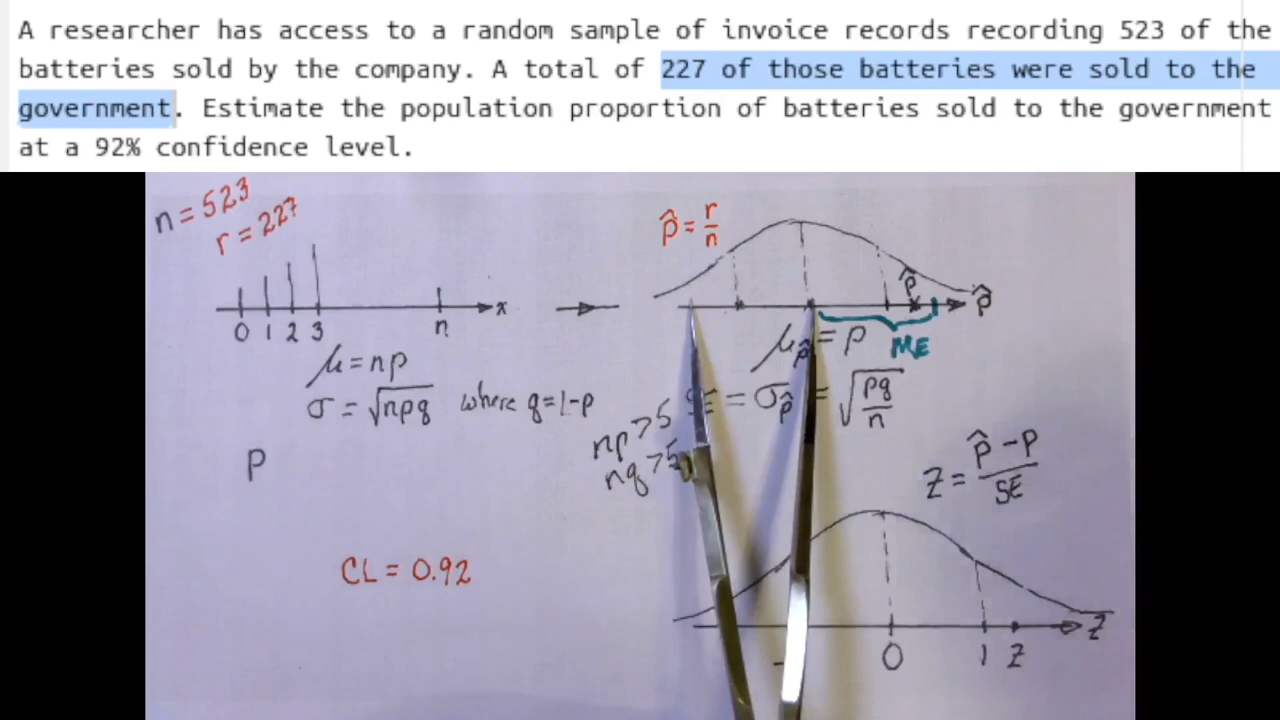 A researcher has access to a random sample of invoice records recording 523 of the
batteries sold by the company. A total of 227 of those batteries were sold to the
government. Estimate the population proportion of batteries sold to the government
at a 92% confidence level.
n = 523
r = 227
p̂ = r/n
0 1 2 3 n x
p̂ p̂
μ = np
μp̂ = p ME
σ = √npq where q = 1-p
SE = σp̂ = √pq/n
np > 5
nq > 5
p
z = p̂ - p / SE
CL = 0.92
0 1 z z